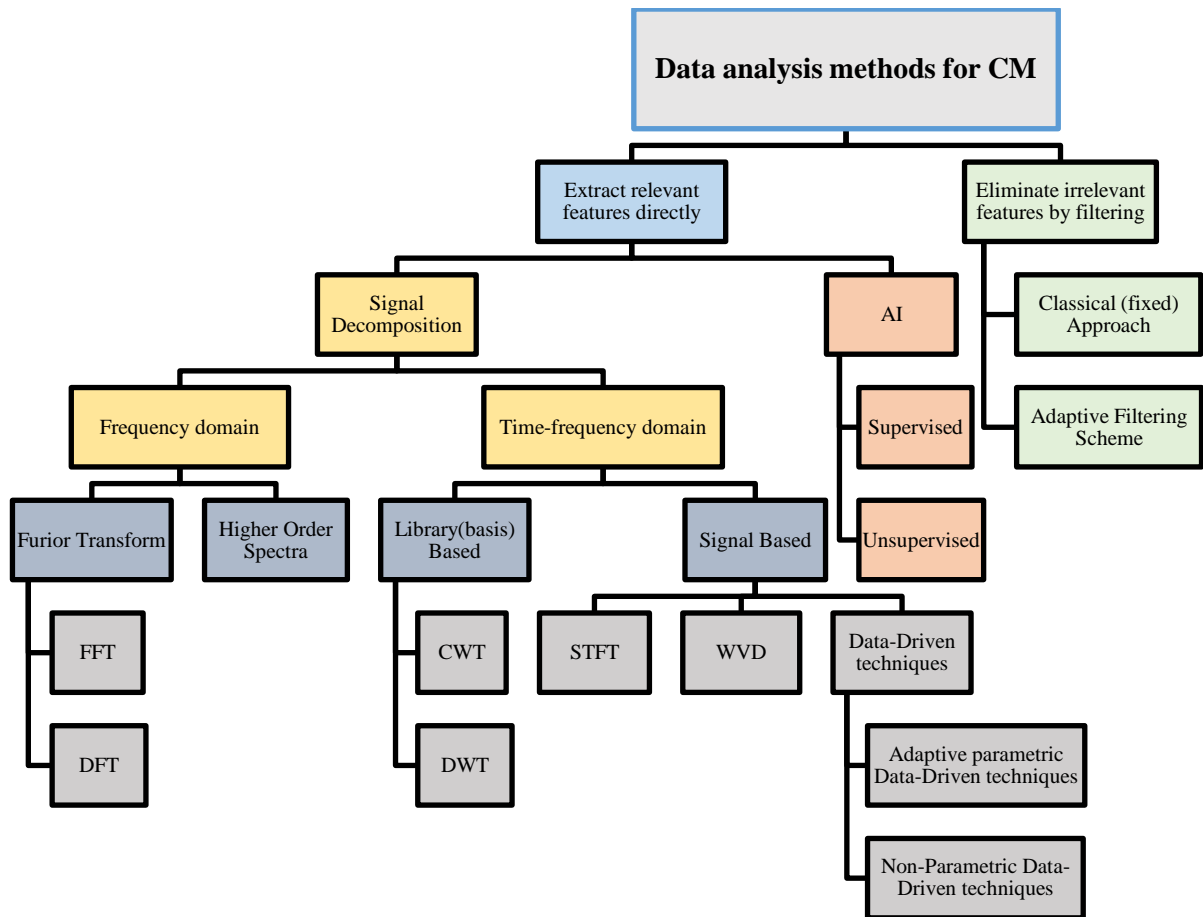 Data analysis methods for CM
Extract relevant
features directly
Eliminate irrelevant
features by filtering
Signal
Decomposition
AI
Classical (fixed)
Approach
Frequency domain
Time-frequency domain
Supervised
Adaptive Filtering
Scheme
Furior Transform
Higher Order
Spectra
Library(basis)
Based
Signal Based
Unsupervised
FFT
CWT
STFT
WVD
Data-Driven
techniques
DFT
DWT
Adaptive parametric
Data-Driven techniques
Non-Parametric Data-
Driven techniques